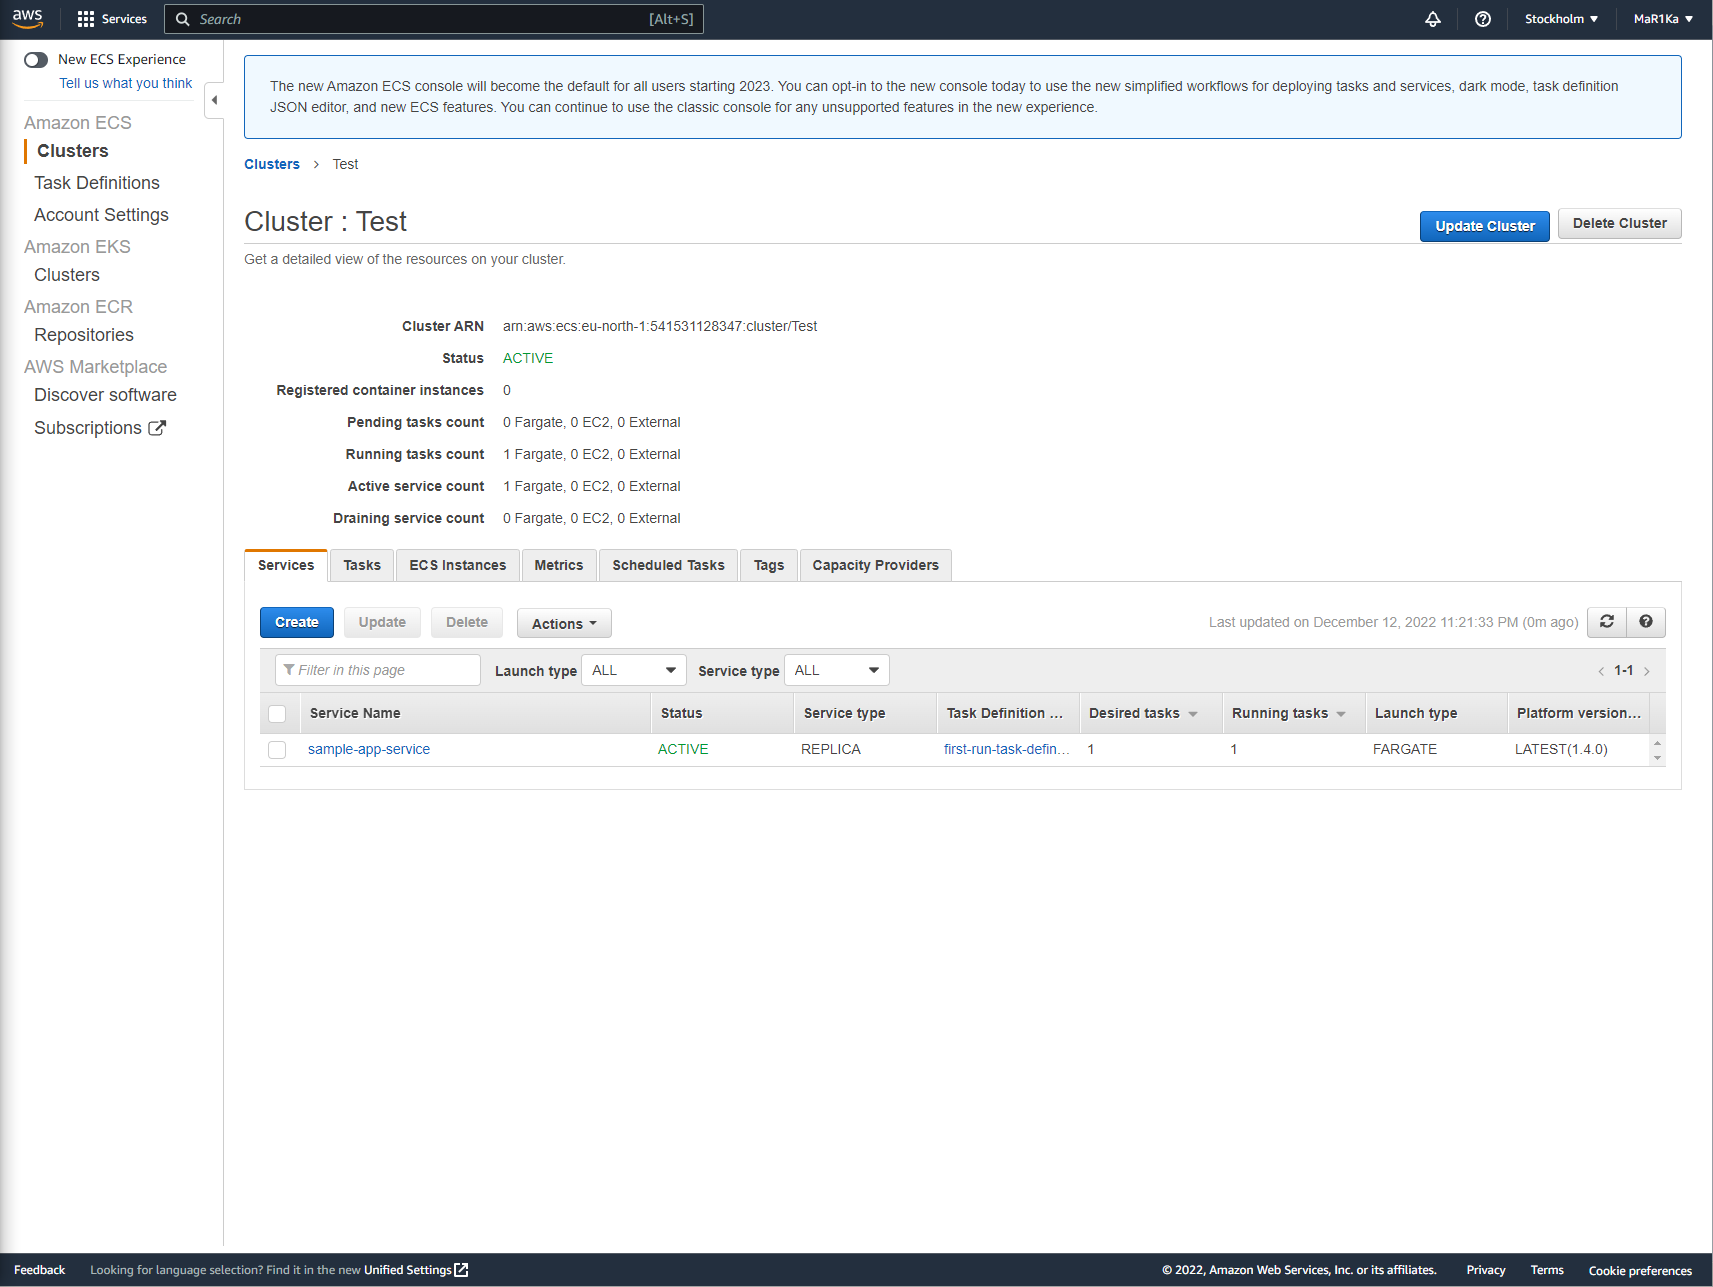 aws
Services
Search
[Alt+S]
Stockholm
MaR1Ka
New ECS Experience
Tell us what you think
Amazon ECS
Clusters
Task Definitions
Account Settings
Amazon EKS
Clusters
Amazon ECR
Repositories
AWS Marketplace
Discover software
Subscriptions
The new Amazon ECS console will become the default for all users starting 2023. You can opt-in to the new console today to use the new simplified workflows for deploying tasks and services, dark mode, task definition
JSON editor, and new ECS features. You can continue to use the classic console for any unsupported features in the new experience.
Clusters > Test
Cluster : Test
Update Cluster
Delete Cluster
Get a detailed view of the resources on your cluster.
Cluster ARN arn:aws:ecs:eu-north-1:541531128347:cluster/Test
Status ACTIVE
Registered container instances 0
Pending tasks count 0 Fargate, 0 EC2, 0 External
Running tasks count 1 Fargate, 0 EC2, 0 External
Active service count 1 Fargate, 0 EC2, 0 External
Draining service count 0 Fargate, 0 EC2, 0 External
Services Tasks ECS Instances Metrics Scheduled Tasks Tags Capacity Providers
Create Update Delete Actions
Last updated on December 12, 2022 11:21:33 PM (0m ago)
Filter in this page Launch type ALL Service type ALL
< 1-1 >
Service Name Status Service type Task Definition ... Desired tasks Running tasks Launch type Platform version...
sample-app-service ACTIVE REPLICA first-run-task-defin... 1 1 FARGATE LATEST(1.4.0)
Feedback Looking for language selection? Find it in the new Unified Settings
© 2022, Amazon Web Services, Inc. or its affiliates. Privacy Terms Cookie preferences